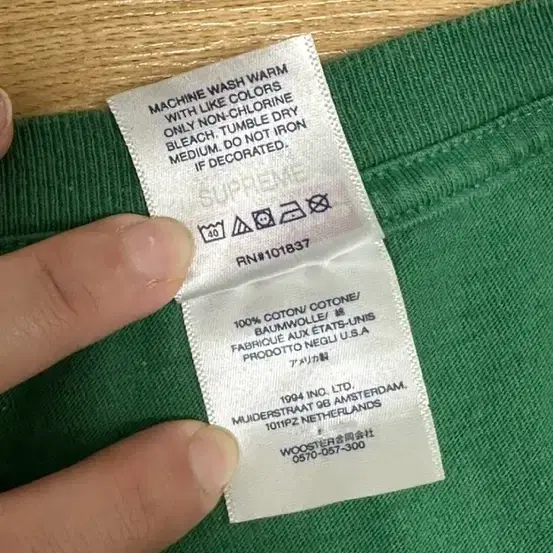 MACHINE WASH WARM
WITH LIKE COLORS
ONLY NON-CHLORINE
BLEACH. TUMBLE DRY
MEDIUM. DO NOT IRON
IF DECORATED.
SUPREME
40
RN#101837
100% COTON/ COTONE/
BAUMWOLLE/ 綿
FABRIQUÉ AUX ÉTATS-UNIS
PRODOTTO NEGLI U.S.A
アメリカ製
1994 INC. LTD.
MUIDERSTRAAT 9B AMSTERDAM.
1011PZ NETHERLANDS
WOOSTER合同会社
0570-057-300